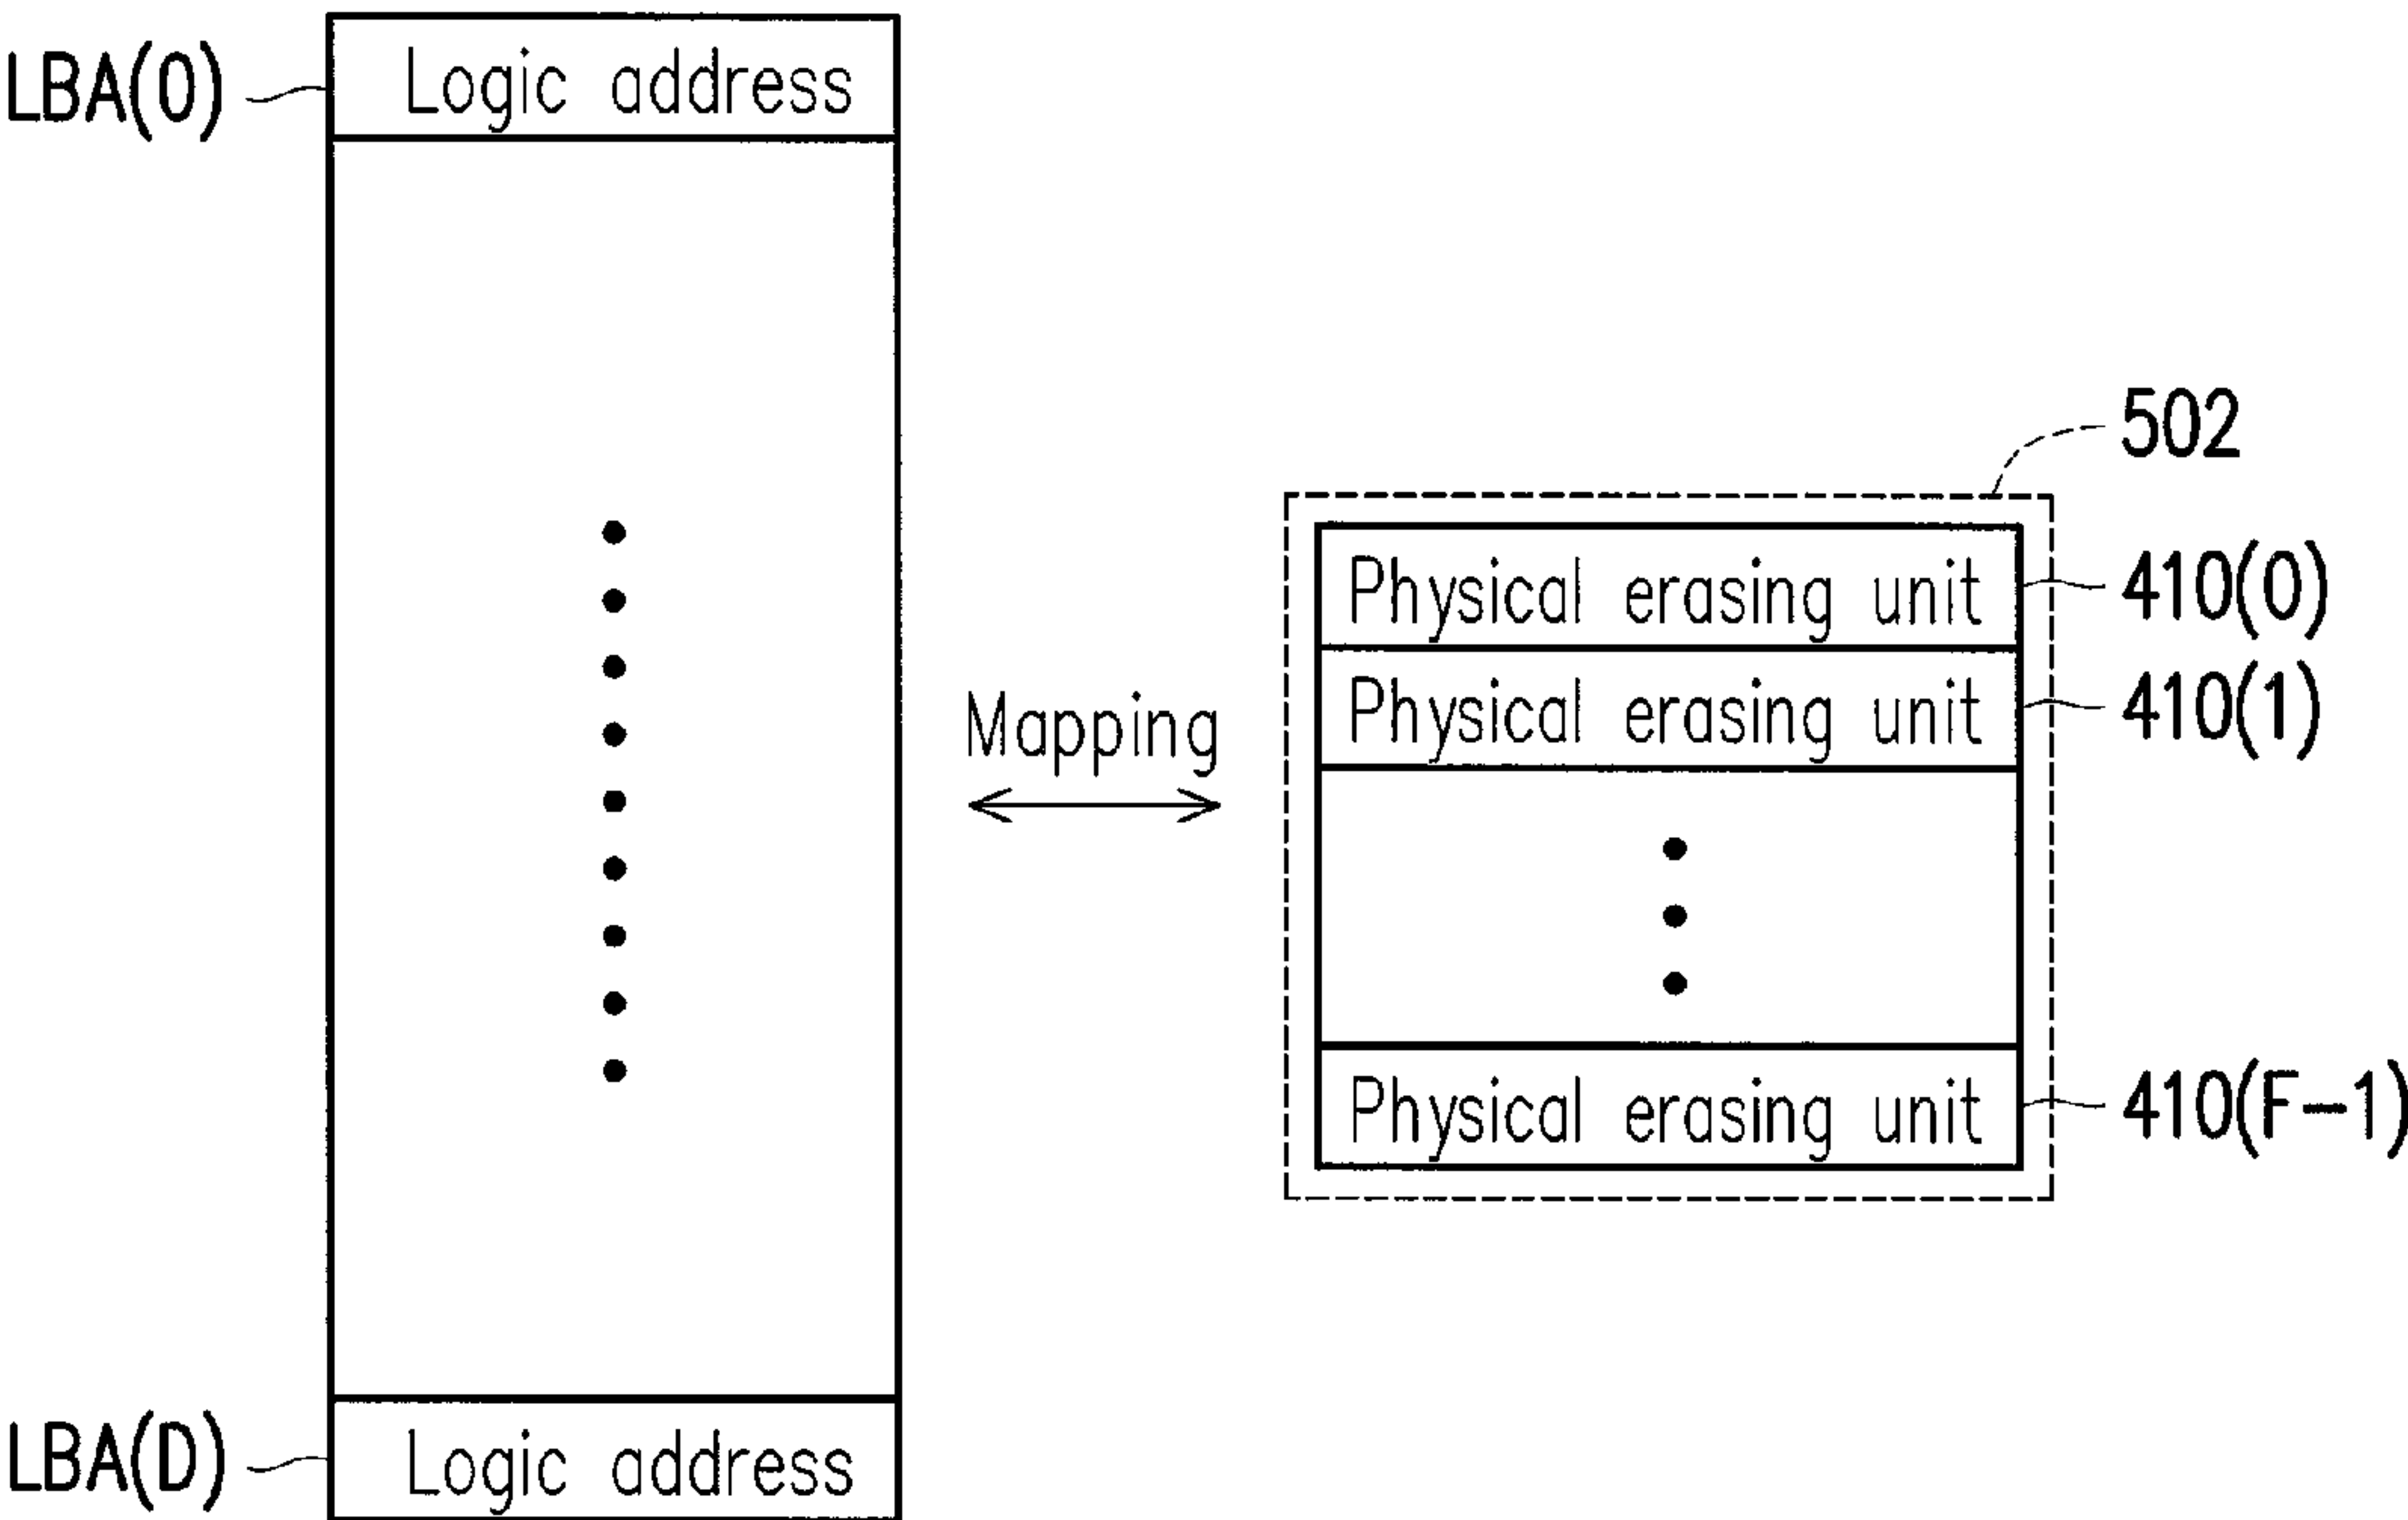 LBA(0)
Logic address
502
Physical erasing unit
410(0)
Physical erasing unit
410(1)
Mapping
Physical erasing unit
410(F-1)
LBA(D)
Logic address